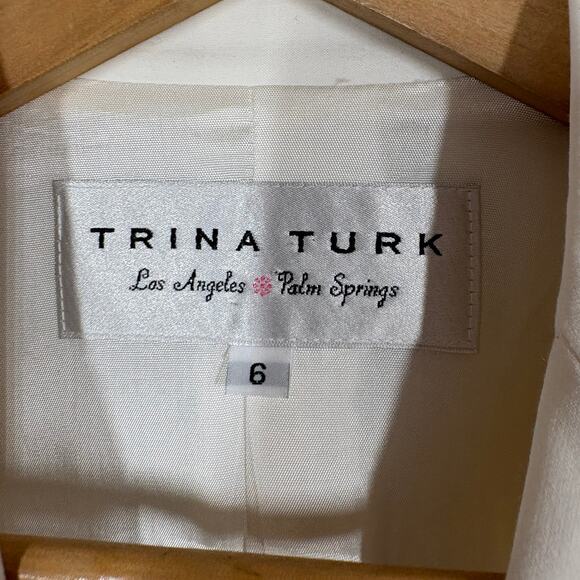 TRINA TURK
Los Angeles Palm Springs
6